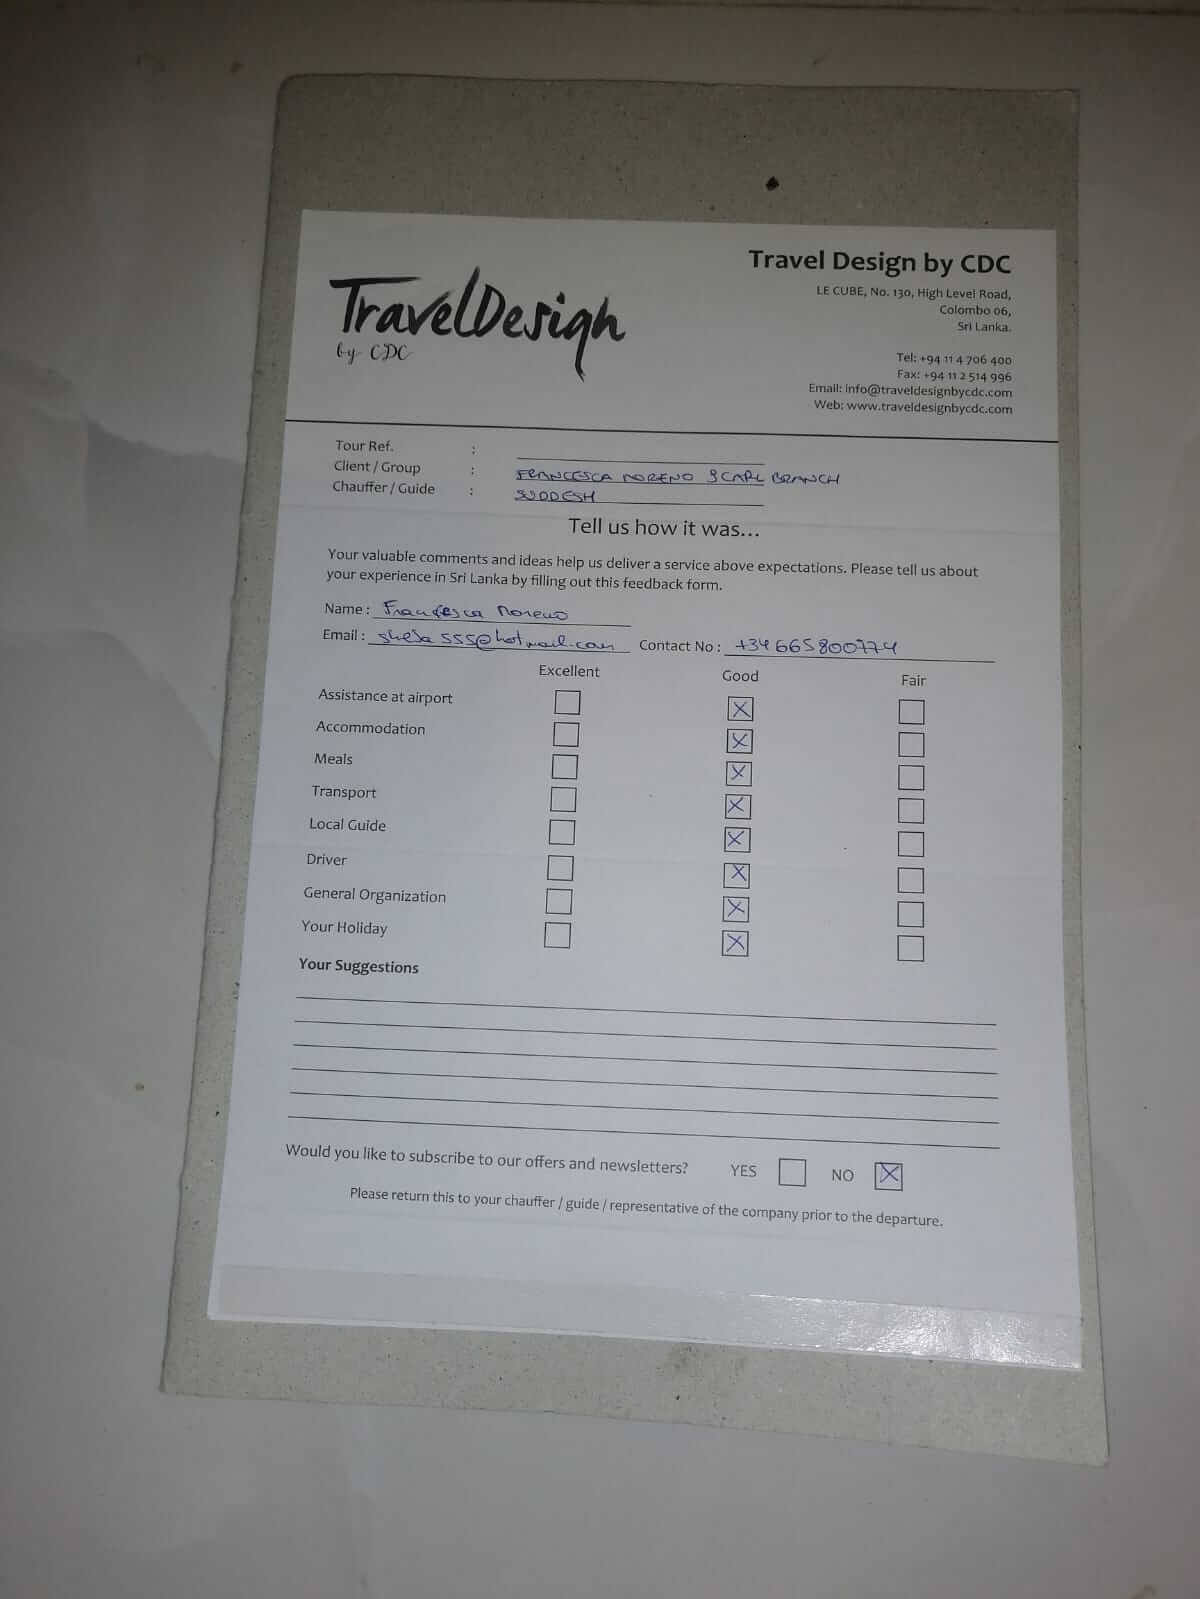 TravelDesign
by CDC
Travel Design by CDC
LE CUBE, No. 130, High Level Road,
Colombo 06,
Sri Lanka.
Tel: +94 11 4 706 400
Fax: +94 11 2 514 996
Email: info@traveldesignbycdc.com
Web: www.traveldesignbycdc.com
Tour Ref. :
Client / Group : FRANCESCA MORENO & CARL BRANCH
Chauffer / Guide : SUDDESH
Tell us how it was...
Your valuable comments and ideas help us deliver a service above expectations. Please tell us about
your experience in Sri Lanka by filling out this feedback form.
Name : Francesca Moreno
Email : @hotmail.com Contact No : +34 665800774
Excellent Good Fair
Assistance at airport
Accommodation
Meals
Transport
Local Guide
Driver
General Organization
Your Holiday
Your Suggestions
Would you like to subscribe to our offers and newsletters? YES NO
Please return this to your chauffer / guide / representative of the company prior to the departure.